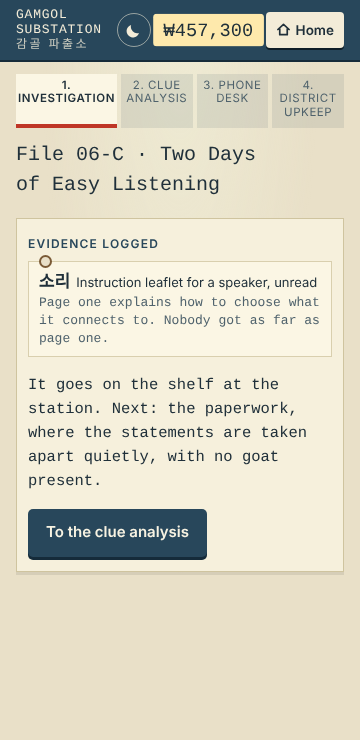 GAMGOL
SUBSTATION
감골 파출소
₩457,300
Home
1.
INVESTIGATION
2. CLUE
ANALYSIS
3. PHONE
DESK
4.
DISTRICT
UPKEEP
File 06-C · Two Days
of Easy Listening
EVIDENCE LOGGED
소리 Instruction leaflet for a speaker, unread
Page one explains how to choose what
it connects to. Nobody got as far as
page one.
It goes on the shelf at the
station. Next: the paperwork,
where the statements are taken
apart quietly, with no goat
present.
To the clue analysis